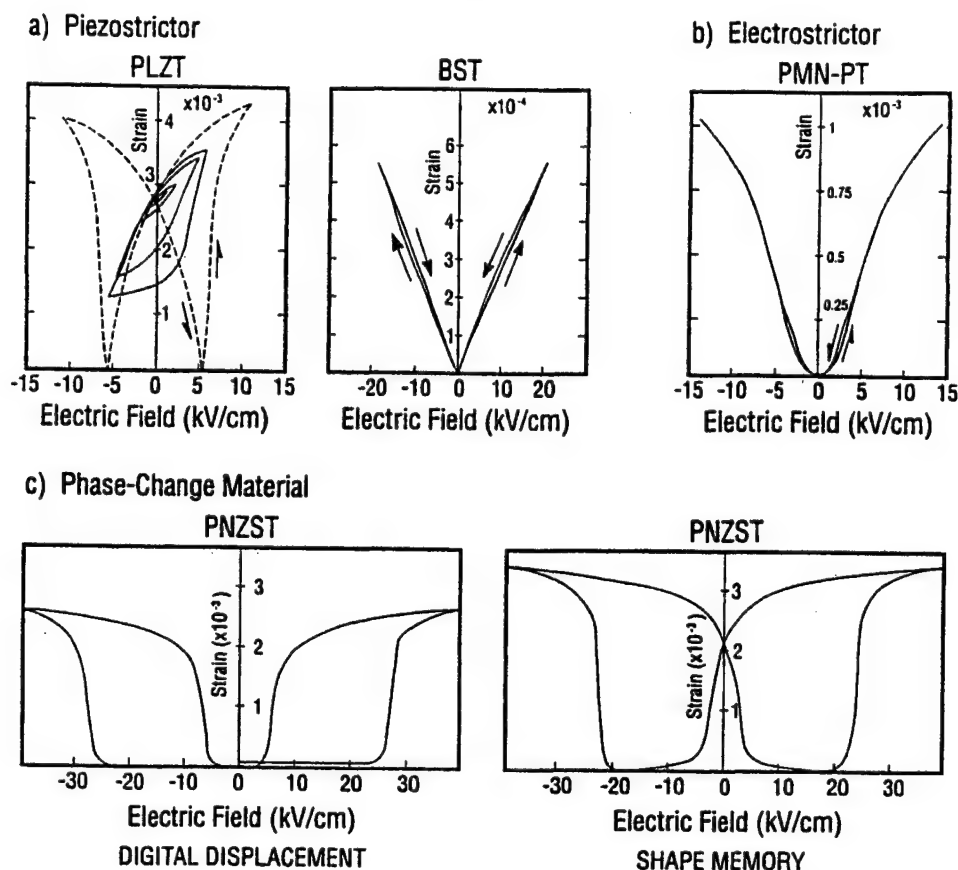 a) Piezostrictor
b) Electrostrictor
PLZT
BST
PMN-PT
x10⁻³
Strain
4
3
2
1
-15 -10 -5 0 5 10 15
Electric Field (kV/cm)
x10⁻⁴
Strain
6
5
4
3
2
1
-20 -10 0 10 20
Electric Field (kV/cm)
x10⁻³
Strain
1
0.75
0.5
0.25
-15 -10 -5 0 5 10 15
Electric Field (kV/cm)
c) Phase-Change Material
PNZST
Strain (x10⁻³)
3
2
1
-30 -20 -10 0 10 20 30
Electric Field (kV/cm)
DIGITAL DISPLACEMENT
PNZST
Strain (x10⁻³)
3
2
1
-30 -20 -10 0 10 20 30
Electric Field (kV/cm)
SHAPE MEMORY